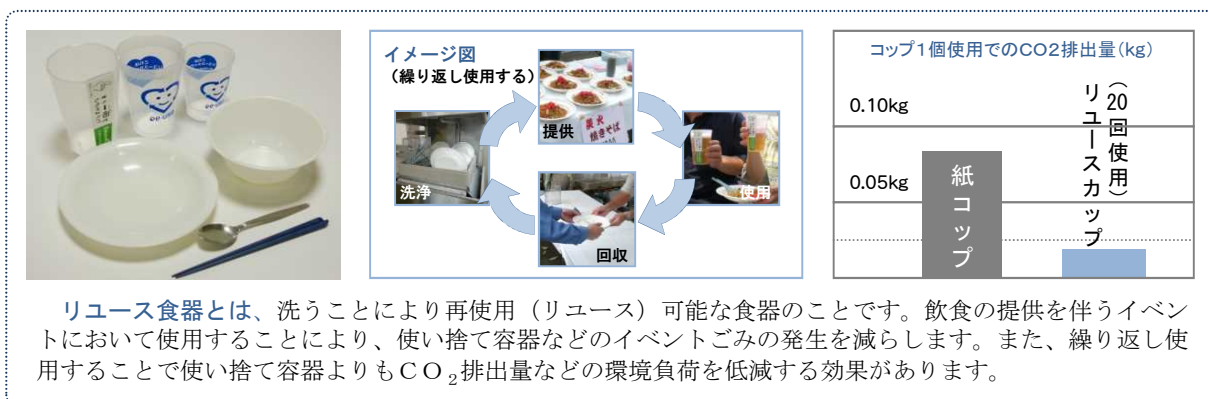 イメージ図
（繰り返し使用する）
提供
洗浄
使用
回収
コップ１個使用でのCO２排出量(kg)
0.10kg
0.05kg
紙コップ
リユースカップ
（20回使用）
リユース食器とは、洗うことにより再使用（リユース）可能な食器のことです。飲食の提供を伴うイベン
トにおいて使用することにより、使い捨て容器などのイベントごみの発生を減らします。また、繰り返し使
用することで使い捨て容器よりもＣＯ₂排出量などの環境負荷を低減する効果があります。